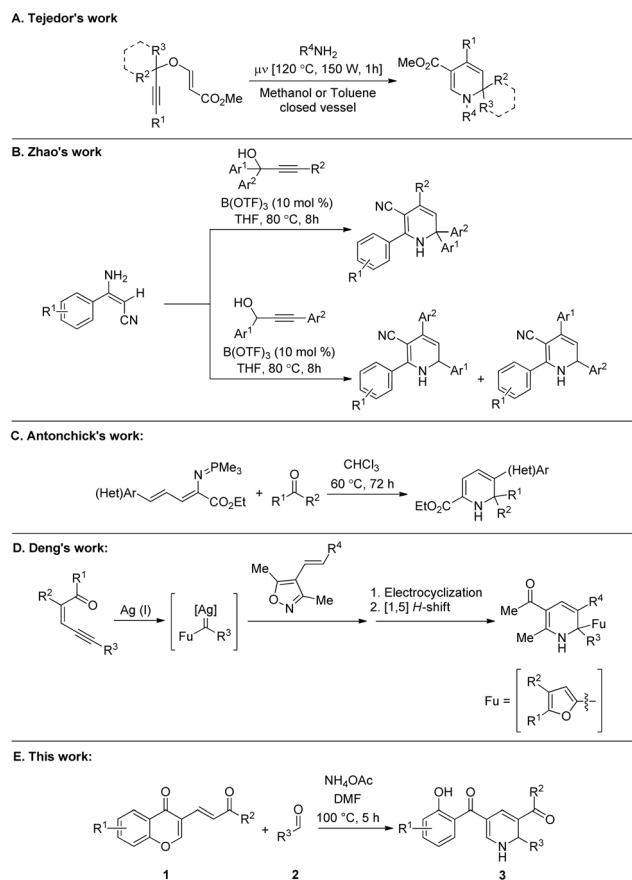 A. Tejedor's work
R³
R²
O
CO₂Me
R¹
R⁴NH₂
μν [120 °C, 150 W, 1h]
Methanol or Toluene
closed vessel
R¹
MeO₂C
R²
N
R³
R⁴
B. Zhao's work
HO
Ar¹
R²
Ar²
B(OTF)₃ (10 mol %)
THF, 80 °C, 8h
R²
NC
Ar²
N
H
Ar¹
R¹
NH₂
R¹
H
CN
HO
Ar²
Ar¹
B(OTF)₃ (10 mol %)
THF, 80 °C, 8h
Ar²
NC
N
H
Ar¹
R¹
+
Ar¹
NC
N
H
Ar²
R¹
C. Antonchick's work:
N=PMe₃
(Het)Ar
CO₂Et
+
O
R¹
R²
CHCl₃
60 °C, 72 h
(Het)Ar
R¹
EtO₂C
N
H
R²
D. Deng's work:
R¹
R²
O
R³
Ag (I)
[Ag]
Fu
R³
R⁴
Me
O
N
Me
1. Electrocyclization
2. [1,5] H-shift
O
Me
R⁴
Fu
Me
N
H
R³
Fu =
R²
R¹
O
E. This work:
O
O
R²
R¹
O
1
+
O
R³
2
NH₄OAc
DMF
100 °C, 5 h
OH
O
R²
O
R¹
N
H
R³
3